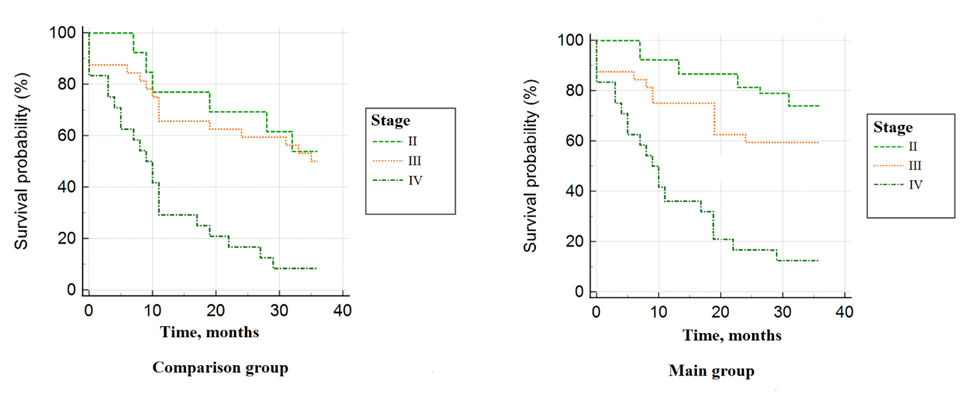 Survival probability (%)
100
80
60
40
20
0
0 10 20 30 40
Time, months
Comparison group
Stage
II
III
IV
Survival probability (%)
100
80
60
40
20
0
0 10 20 30 40
Time, months
Main group
Stage
II
III
IV